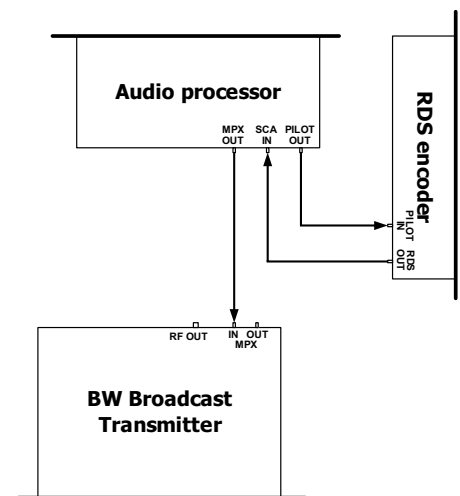 Audio processor
MPX OUT
SCA IN
PILOT OUT
RDS encoder
PILOT IN
RDS OUT
RF OUT
IN OUT
MPX
BW Broadcast
Transmitter